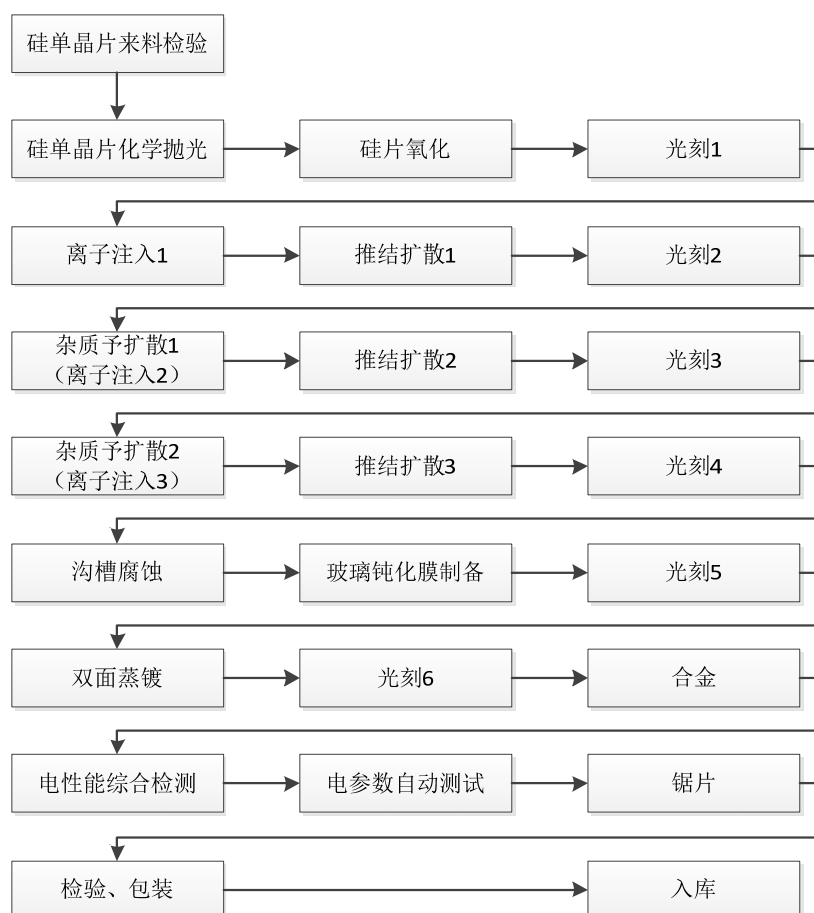 硅单晶片来料检验
硅单晶片化学抛光
硅片氧化
光刻1
离子注入1
推结扩散1
光刻2
杂质予扩散1
（离子注入2）
推结扩散2
光刻3
杂质予扩散2
（离子注入3）
推结扩散3
光刻4
沟槽腐蚀
玻璃钝化膜制备
光刻5
双面蒸镀
光刻6
合金
电性能综合检测
电参数自动测试
锯片
检验、包装
入库